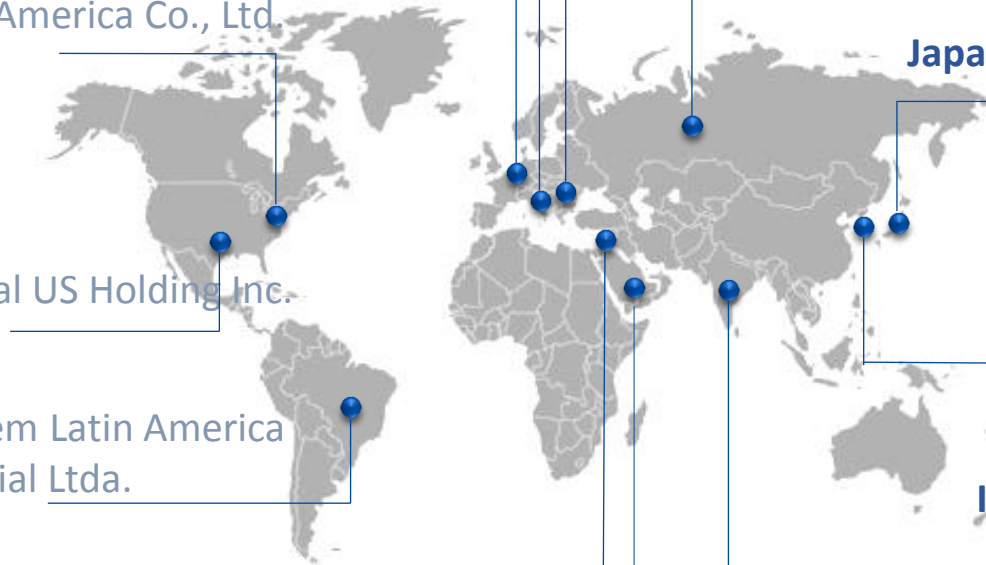 America Co., Ltd.
Japa
al US Holding Inc.
em Latin America
ial Ltda.
I